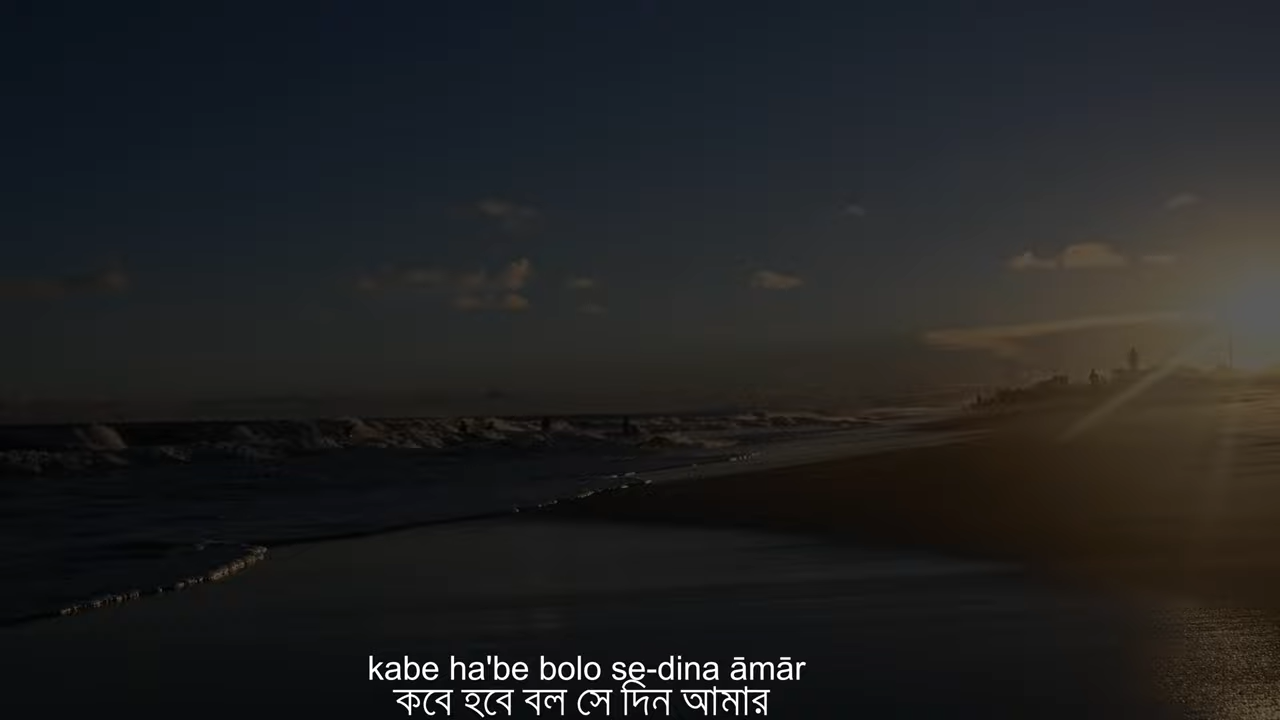 kabe ha'be bolo se-dina āmār
কবে হবে বল সে দিন আমার